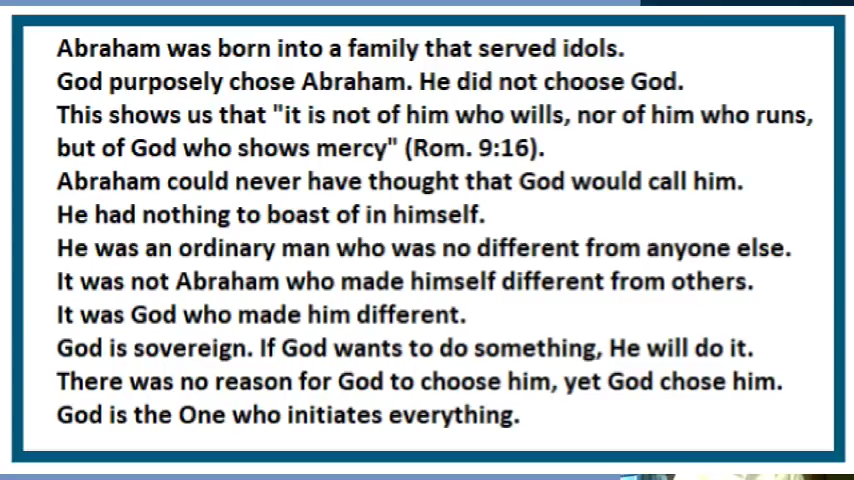 Abraham was born into a family that served idols.
God purposely chose Abraham. He did not choose God.
This shows us that "it is not of him who wills, nor of him who runs,
but of God who shows mercy" (Rom. 9:16).
Abraham could never have thought that God would call him.
He had nothing to boast of in himself.
He was an ordinary man who was no different from anyone else.
It was not Abraham who made himself different from others.
It was God who made him different.
God is sovereign. If God wants to do something, He will do it.
There was no reason for God to choose him, yet God chose him.
God is the One who initiates everything.